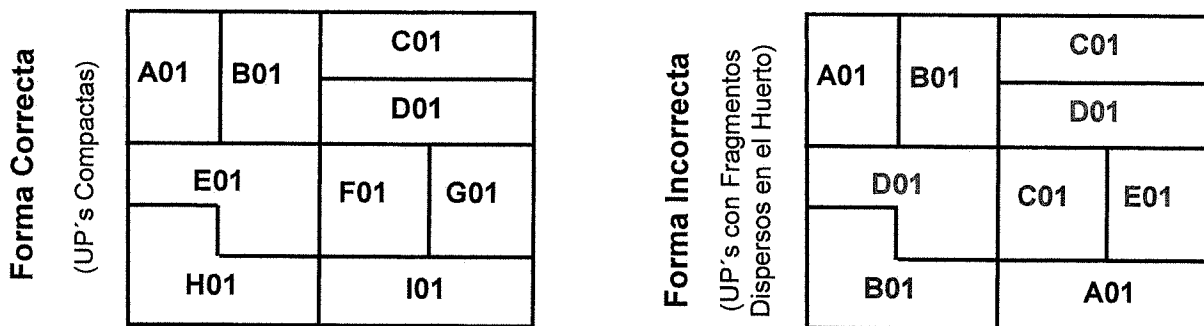 Forma Correcta
(UP´s Compactas)
A01
B01
C01
D01
E01
F01
G01
H01
I01
Forma Incorrecta
(UP´s con Fragmentos
Dispersos en el Huerto)
A01
B01
C01
D01
D01
C01
E01
B01
A01